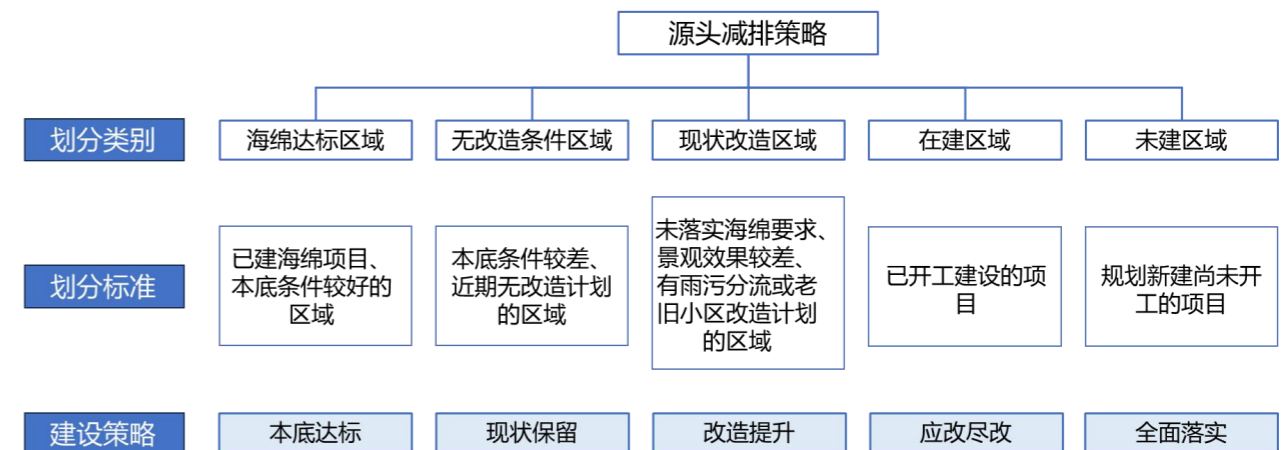 源头减排策略
划分类别
海绵达标区域
无改造条件区域
现状改造区域
在建区域
未建区域
划分标准
已建海绵项目、
本底条件较好的
区域
本底条件较差、
近期无改造计划
的区域
未落实海绵要求、
景观效果较差、
有雨污分流或老
旧小区改造计划
的区域
已开工建设的项
目
规划新建尚未开
工的项目
建设策略
本底达标
现状保留
改造提升
应改尽改
全面落实